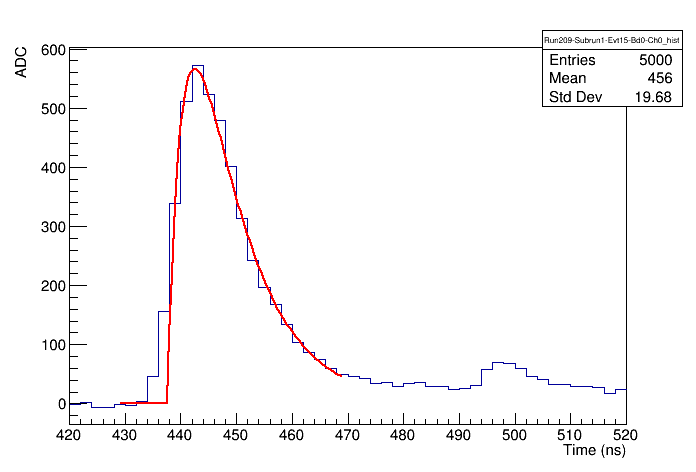 Run209-Subrun1-Evt15-Bd0-Ch0_hist
Entries 5000
Mean 456
Std Dev 19.68
ADC
600
500
400
300
200
100
0
420 430 440 450 460 470 480 490 500 510 520
Time (ns)